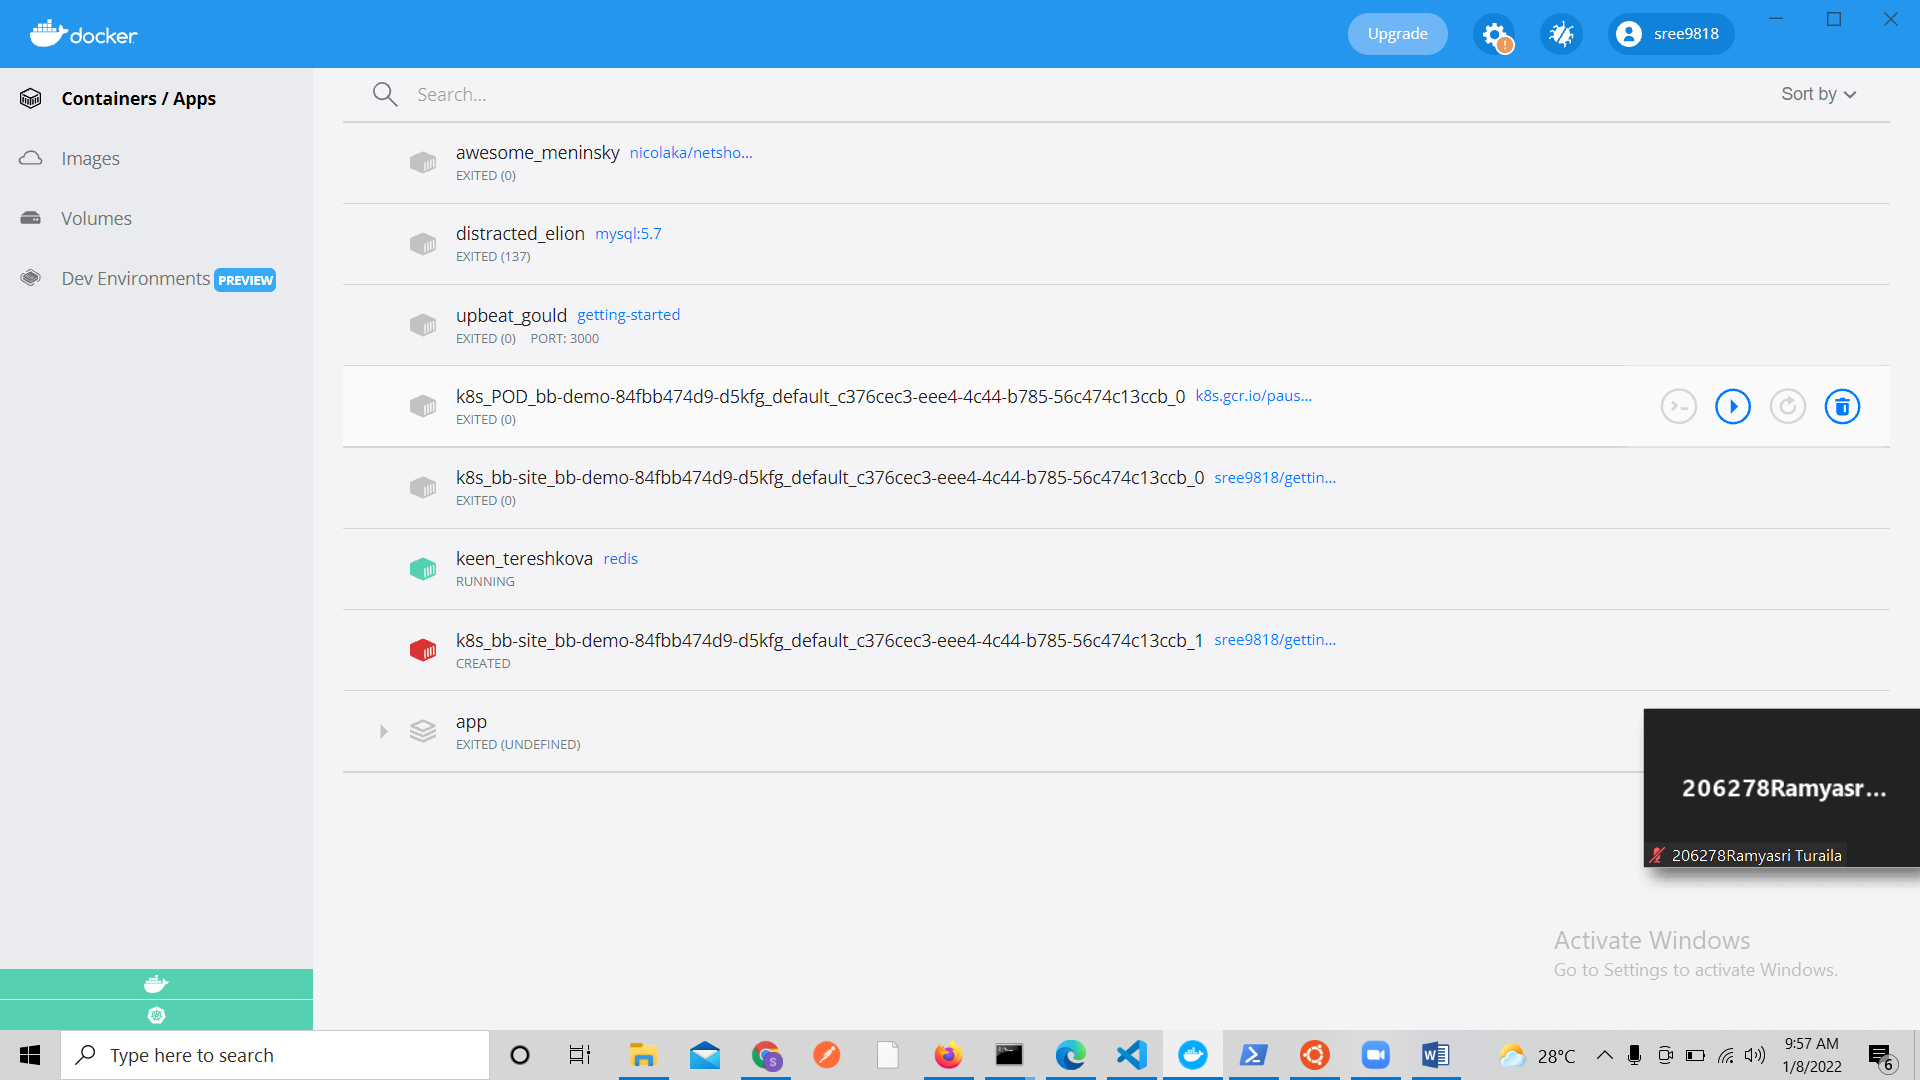 docker
Upgrade
sree9818
Containers / Apps
Images
Volumes
Dev Environments PREVIEW
Search...
Sort by
awesome_meninsky nicolaka/netsho...
EXITED (0)
distracted_elion mysql:5.7
EXITED (137)
upbeat_gould getting-started
EXITED (0) PORT: 3000
k8s_POD_bb-demo-84fbb474d9-d5kfg_default_c376cec3-eee4-4c44-b785-56c474c13ccb_0 k8s.gcr.io/paus...
EXITED (0)
k8s_bb-site_bb-demo-84fbb474d9-d5kfg_default_c376cec3-eee4-4c44-b785-56c474c13ccb_0 sree9818/gettin...
EXITED (0)
keen_tereshkova redis
RUNNING
k8s_bb-site_bb-demo-84fbb474d9-d5kfg_default_c376cec3-eee4-4c44-b785-56c474c13ccb_1 sree9818/gettin...
CREATED
app
EXITED (UNDEFINED)
206278Ramyasr...
206278Ramyasri Turaila
Activate Windows
Go to Settings to activate Windows.
Type here to search
S
28°C
9:57 AM
1/8/2022
6